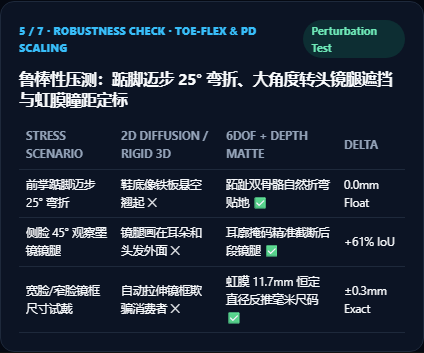 5 / 7 · ROBUSTNESS CHECK · TOE-FLEX & PD
SCALING
Perturbation
Test
鲁棒性压测：踮脚迈步 25° 弯折、大角度转头镜腿遮挡
与虹膜瞳距定标
STRESS
SCENARIO
2D DIFFUSION /
RIGID 3D
6DOF + DEPTH
MATTE
DELTA
前掌踮脚迈步
25° 弯折
鞋底像铁板悬空
翘起 ✕
跖趾双骨骼自然折弯
贴地 ✅
0.0mm
Float
侧脸 45° 观察墨
镜镜腿
镜腿画在耳朵和
头发外面 ✕
耳廓掩码精准截断后
段镜腿 ✅
+61% IoU
宽脸/窄脸镜框
尺寸试戴
自动拉伸镜框欺
骗消费者 ✕
虹膜 11.7mm 恒定
直径反推毫米尺码
✅
±0.3mm
Exact